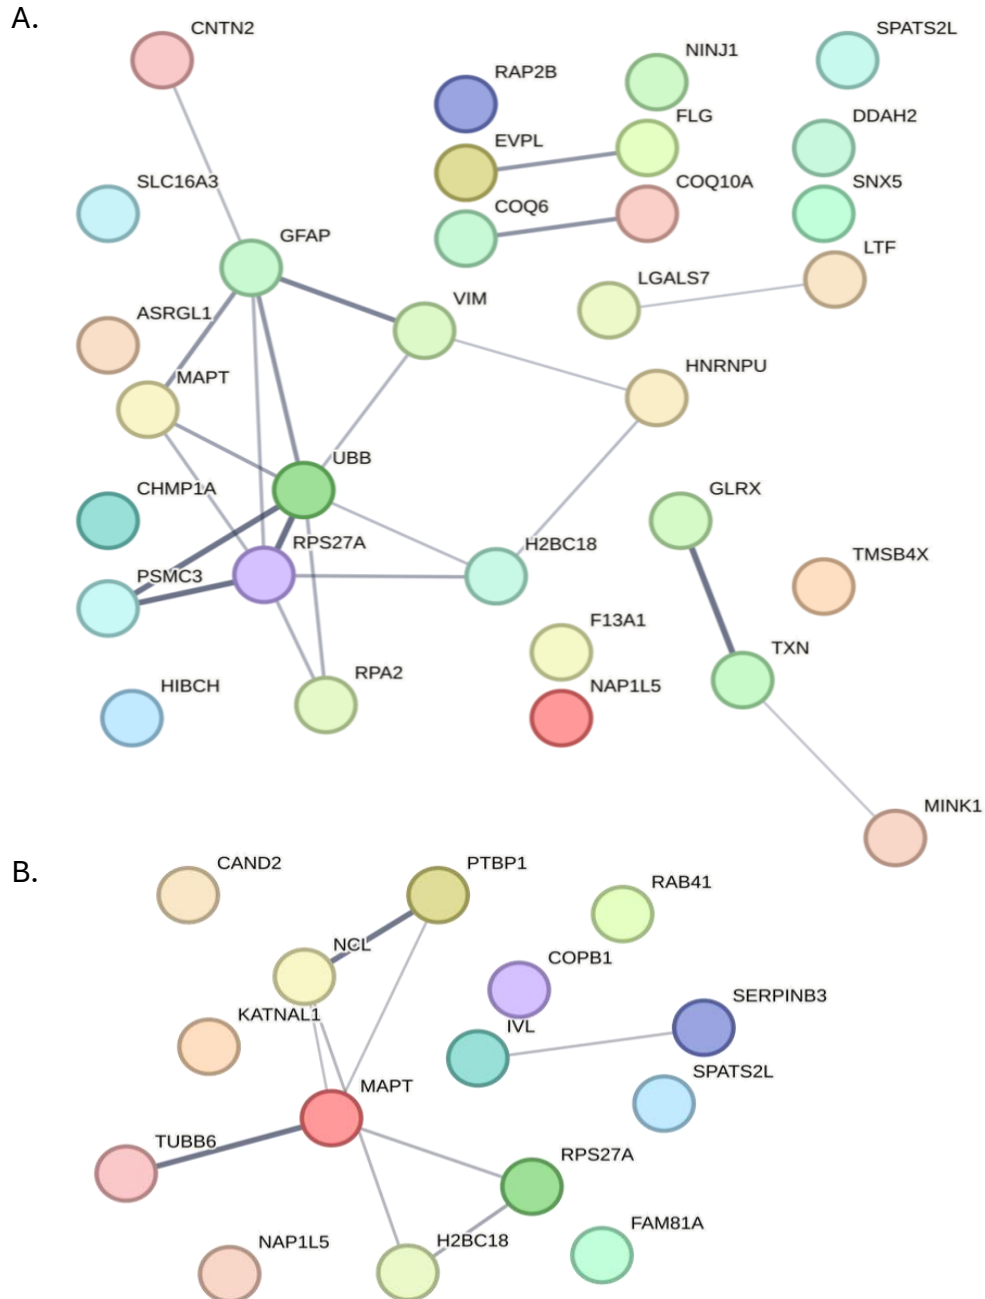 A.
CNTN2
SPATS2L
NINJ1
RAP2B
FLG
DDAH2
EVPL
SLC16A3
COQ10A
SNX5
COQ6
GFAP
LTF
LGALS7
VIM
ASRGL1
HNRNPU
MAPT
UBB
CHMP1A
GLRX
RPS27A
H2BC18
TMSB4X
PSMC3
F13A1
TXN
RPA2
HIBCH
NAP1L5
MINK1
B.
CAND2
PTBP1
RAB41
NCL
COPB1
SERPINB3
KATNAL1
IVL
SPATS2L
MAPT
TUBB6
RPS27A
FAM81A
NAP1L5
H2BC18